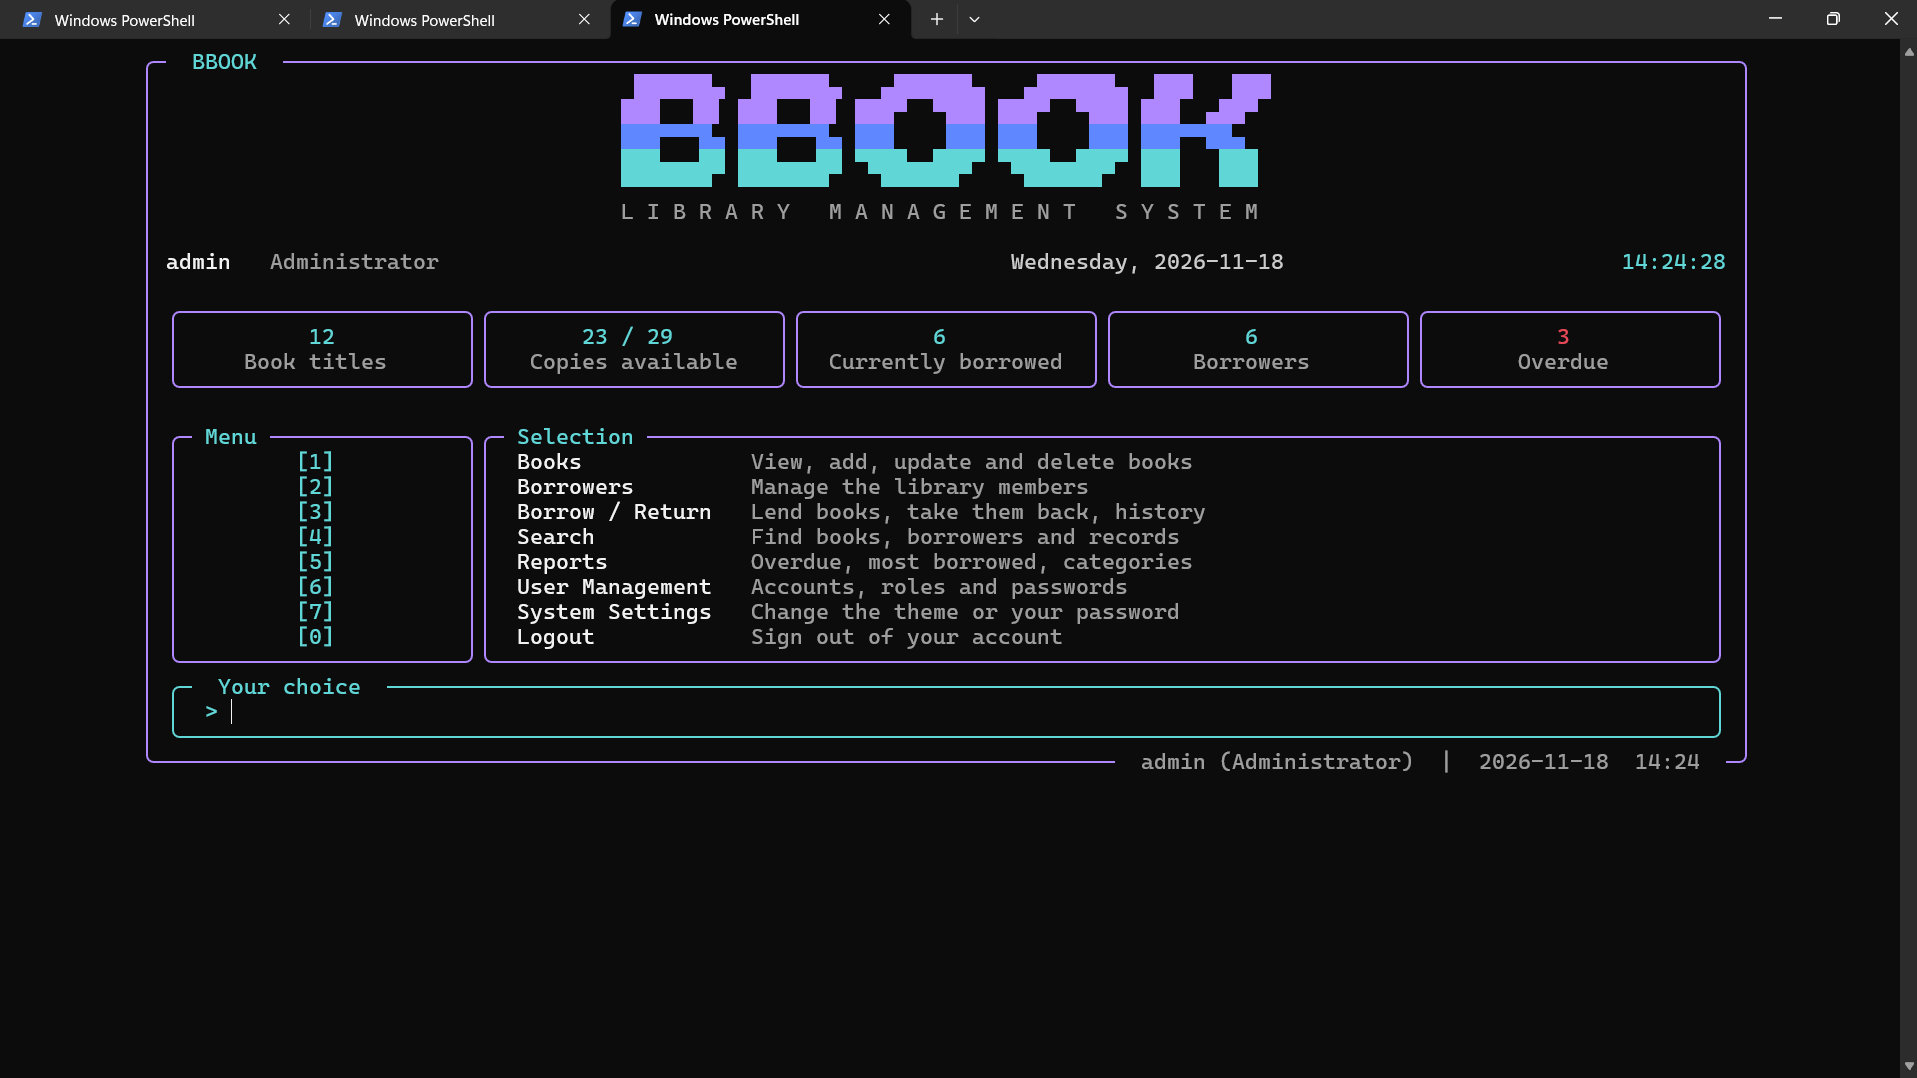 Windows PowerShell Windows PowerShell Windows PowerShell
BBOOK
BBOOK
LIBRARY MANAGEMENT SYSTEM
admin Administrator Wednesday, 2026-11-18 14:24:28
12 23 / 29 6 6 3
Book titles Copies available Currently borrowed Borrowers Overdue
Menu Selection
[1] Books View, add, update and delete books
[2] Borrowers Manage the library members
[3] Borrow / Return Lend books, take them back, history
[4] Search Find books, borrowers and records
[5] Reports Overdue, most borrowed, categories
[6] User Management Accounts, roles and passwords
[7] System Settings Change the theme or your password
[0] Logout Sign out of your account
Your choice
>
admin (Administrator) | 2026-11-18 14:24